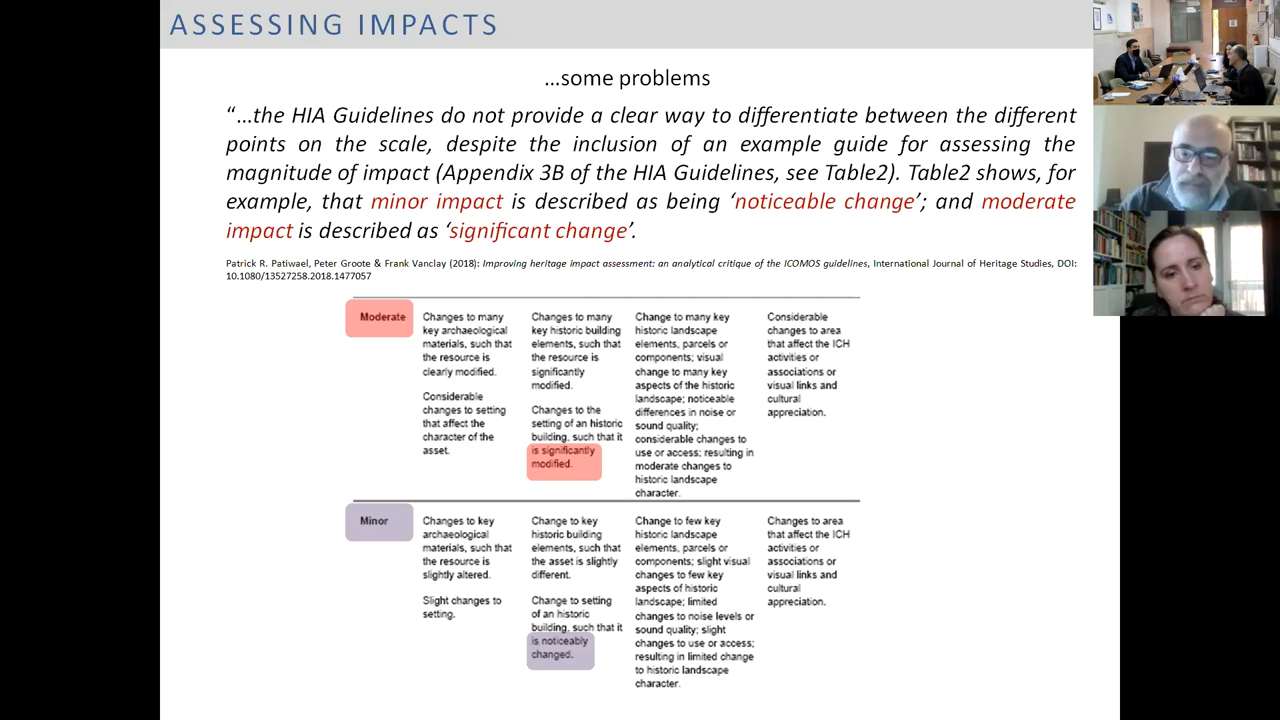 ASSESSING IMPACTS
…some problems
“…the HIA Guidelines do not provide a clear way to differentiate between the different
points on the scale, despite the inclusion of an example guide for assessing the
magnitude of impact (Appendix 3B of the HIA Guidelines, see Table2). Table2 shows, for
example, that minor impact is described as being ‘noticeable change’; and moderate
impact is described as ‘significant change’.
Patrick R. Patiwael, Peter Groote & Frank Vanclay (2018): Improving heritage impact assessment: an analytical critique of the ICOMOS guidelines, International Journal of Heritage Studies, DOI:
10.1080/13527258.2018.1477057
Moderate
Changes to many
key archaeological
materials, such that
the resource is
clearly modified.
Considerable
changes to setting
that affect the
character of the
asset.
Changes to many
key historic building
elements, such that
the resource is
significantly
modified.
Changes to the
setting of an historic
building, such that it
is significantly
modified.
Change to many key
historic landscape
elements, parcels or
components; visual
change to many key
aspects of the historic
landscape; noticeable
differences in noise or
sound quality;
considerable changes to
use or access; resulting in
moderate changes to
historic landscape
character.
Considerable
changes to area
that affect the ICH
activities or
associations or
visual links and
cultural
appreciation.
Minor
Changes to key
archaeological
materials, such that
the resource is
slightly altered.
Slight changes to
setting.
Change to key
historic building
elements, such that
the asset is slightly
different.
Change to setting
of an historic
building, such that it
is noticeably
changed.
Change to few key
historic landscape
elements, parcels or
components; slight visual
changes to few key
aspects of historic
landscape; limited
changes to noise levels or
sound quality; slight
changes to use or access;
resulting in limited change
to historic landscape
character.
Changes to area
that affect the ICH
activities or
associations or
visual links and
cultural
appreciation.